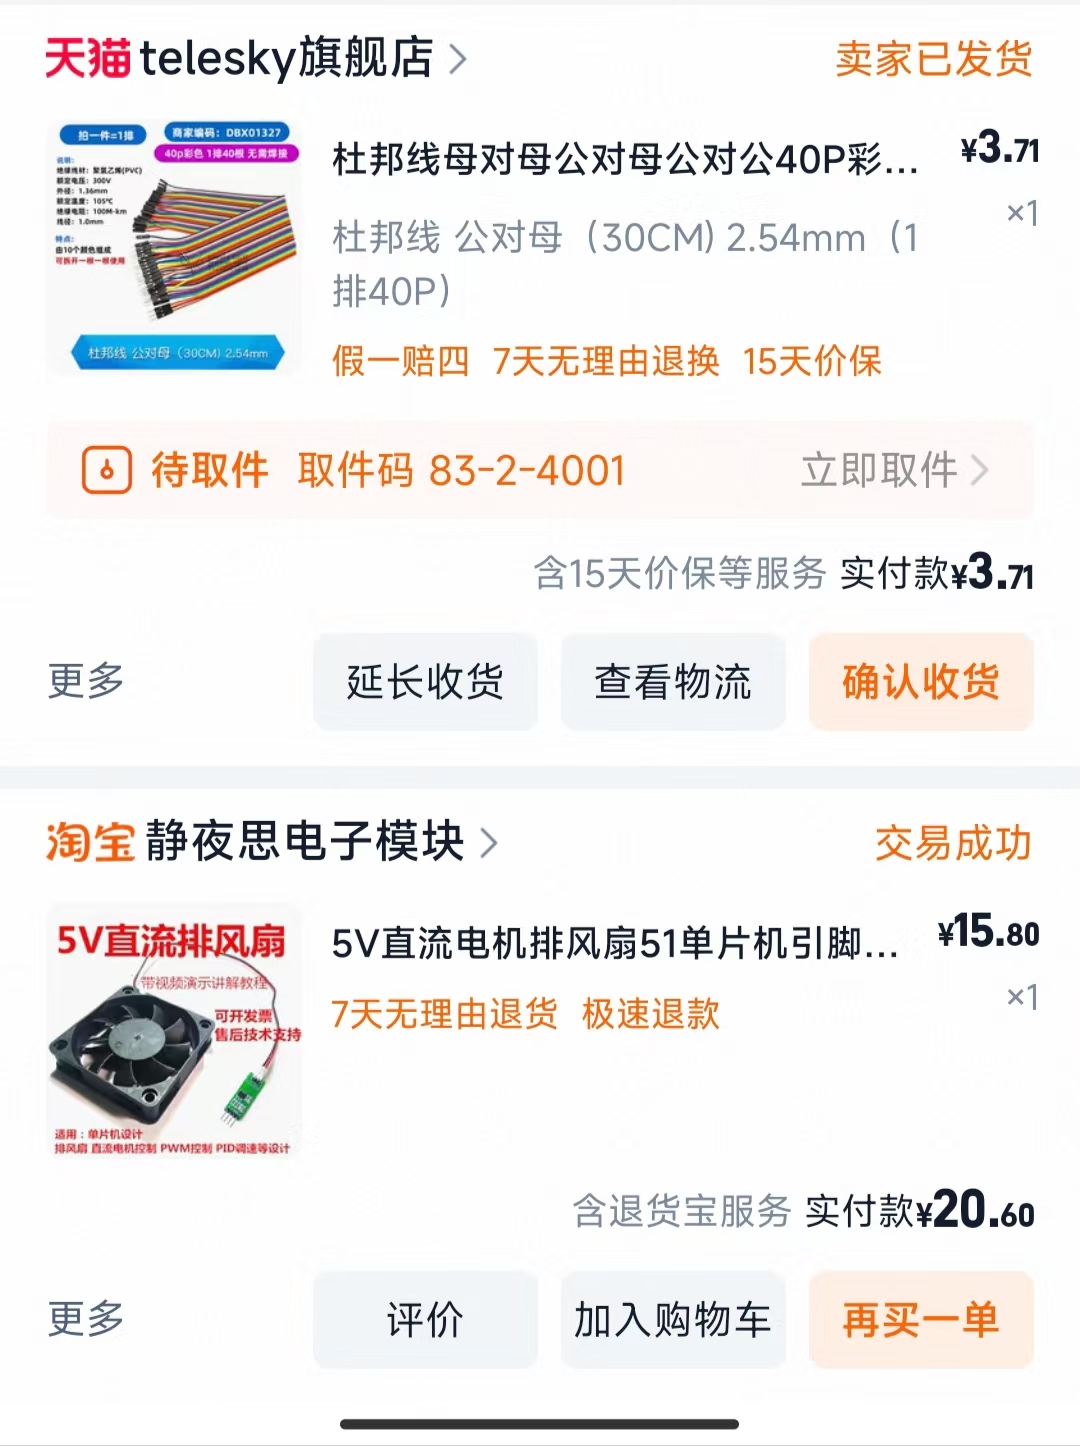 天猫 telesky旗舰店
卖家已发货
拍一件=1排
商家编码：DBX01327
40p彩色 1排40根 无需焊接
说明：
绝缘线材：聚氯乙烯(PVC)
额定电压：300V
外径：1.36mm
额定温度：105℃
绝缘电阻：100M-km
线径：1.0mm
特点：
由10个颜色组成
可拆开一根一根使用
杜邦线 公对母（30CM) 2.54mm
杜邦线母对母公对母公对公40P彩...
¥3.71
×1
杜邦线 公对母（30CM) 2.54mm（1
排40P）
假一赔四 7天无理由退换 15天价保
待取件 取件码 83-2-4001
立即取件
含15天价保等服务 实付款¥3.71
更多
延长收货
查看物流
确认收货
淘宝 静夜思电子模块
交易成功
5V直流排风扇
带视频演示讲解教程
可开发票
售后技术支持
适用：单片机设计
排风扇 直流电机控制 PWM控制 PID调速等设计
5V直流电机排风扇51单片机引脚...
¥15.80
×1
7天无理由退货 极速退款
含退货宝服务 实付款¥20.60
更多
评价
加入购物车
再买一单